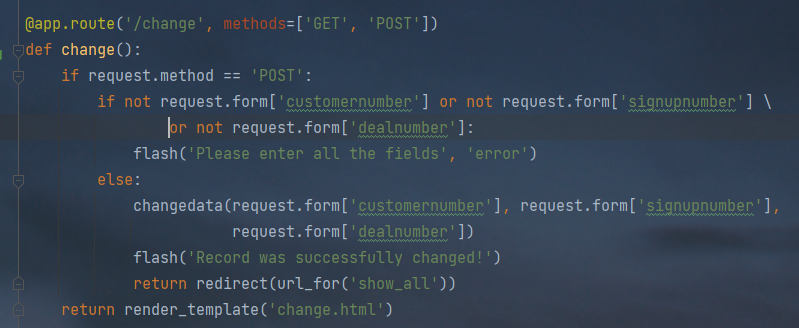 @app.route('/change', methods=['GET', 'POST'])
def change():
    if request.method == 'POST':
        if not request.form['customernumber'] or not request.form['signupnumber'] \
                or not request.form['dealnumber']:
            flash('Please enter all the fields', 'error')
        else:
            changedata(request.form['customernumber'], request.form['signupnumber'],
                       request.form['dealnumber'])
            flash('Record was successfully changed!')
            return redirect(url_for('show_all'))
    return render_template('change.html')